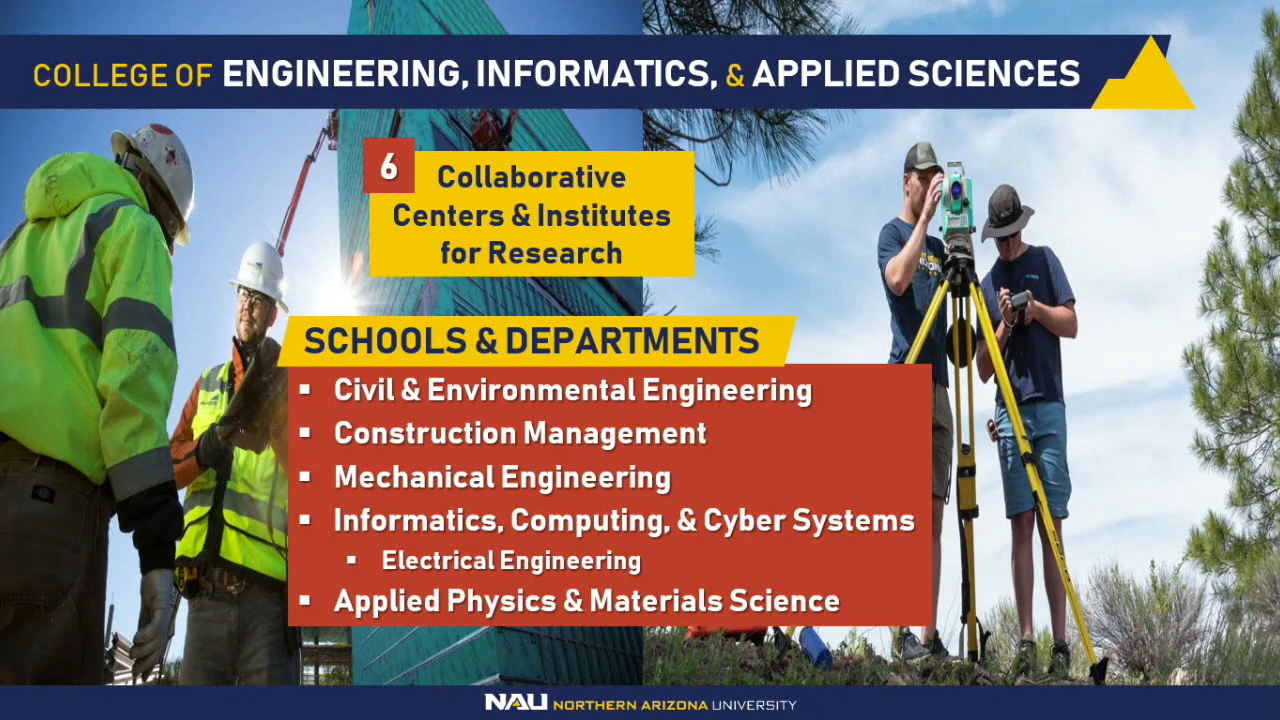 COLLEGE OF ENGINEERING, INFORMATICS, & APPLIED SCIENCES
6
Collaborative
Centers & Institutes
for Research
SCHOOLS & DEPARTMENTS
▪ Civil & Environmental Engineering
▪ Construction Management
▪ Mechanical Engineering
▪ Informatics, Computing, & Cyber Systems
▪ Electrical Engineering
▪ Applied Physics & Materials Science
NAU NORTHERN ARIZONA UNIVERSITY